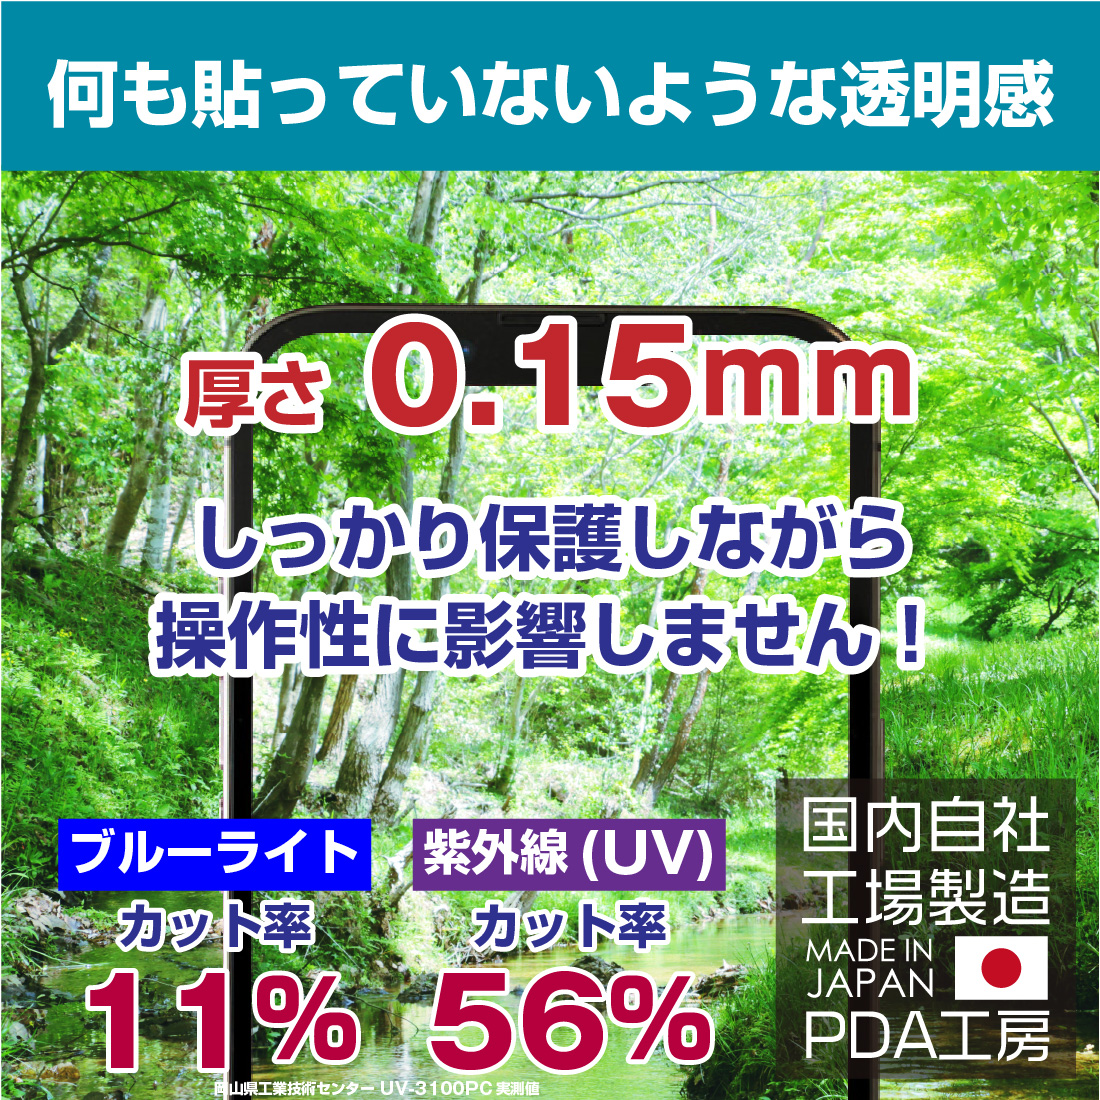 何も貼っていないような透明感
厚さ 0.15mm
しっかり保護しながら
操作性に影響しません！
ブルーライト
カット率
11%
紫外線(UV)
カット率
56%
岡山県工業技術センター UV-3100PC 実測値
国内自社
工場製造
MADE IN
JAPAN
PDA工房